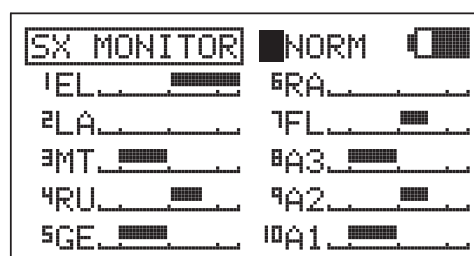 SX MONITOR NORM
1EL 6RA
2LA 7FL
3MT 8A3
4RU 9A2
5GE 10A1